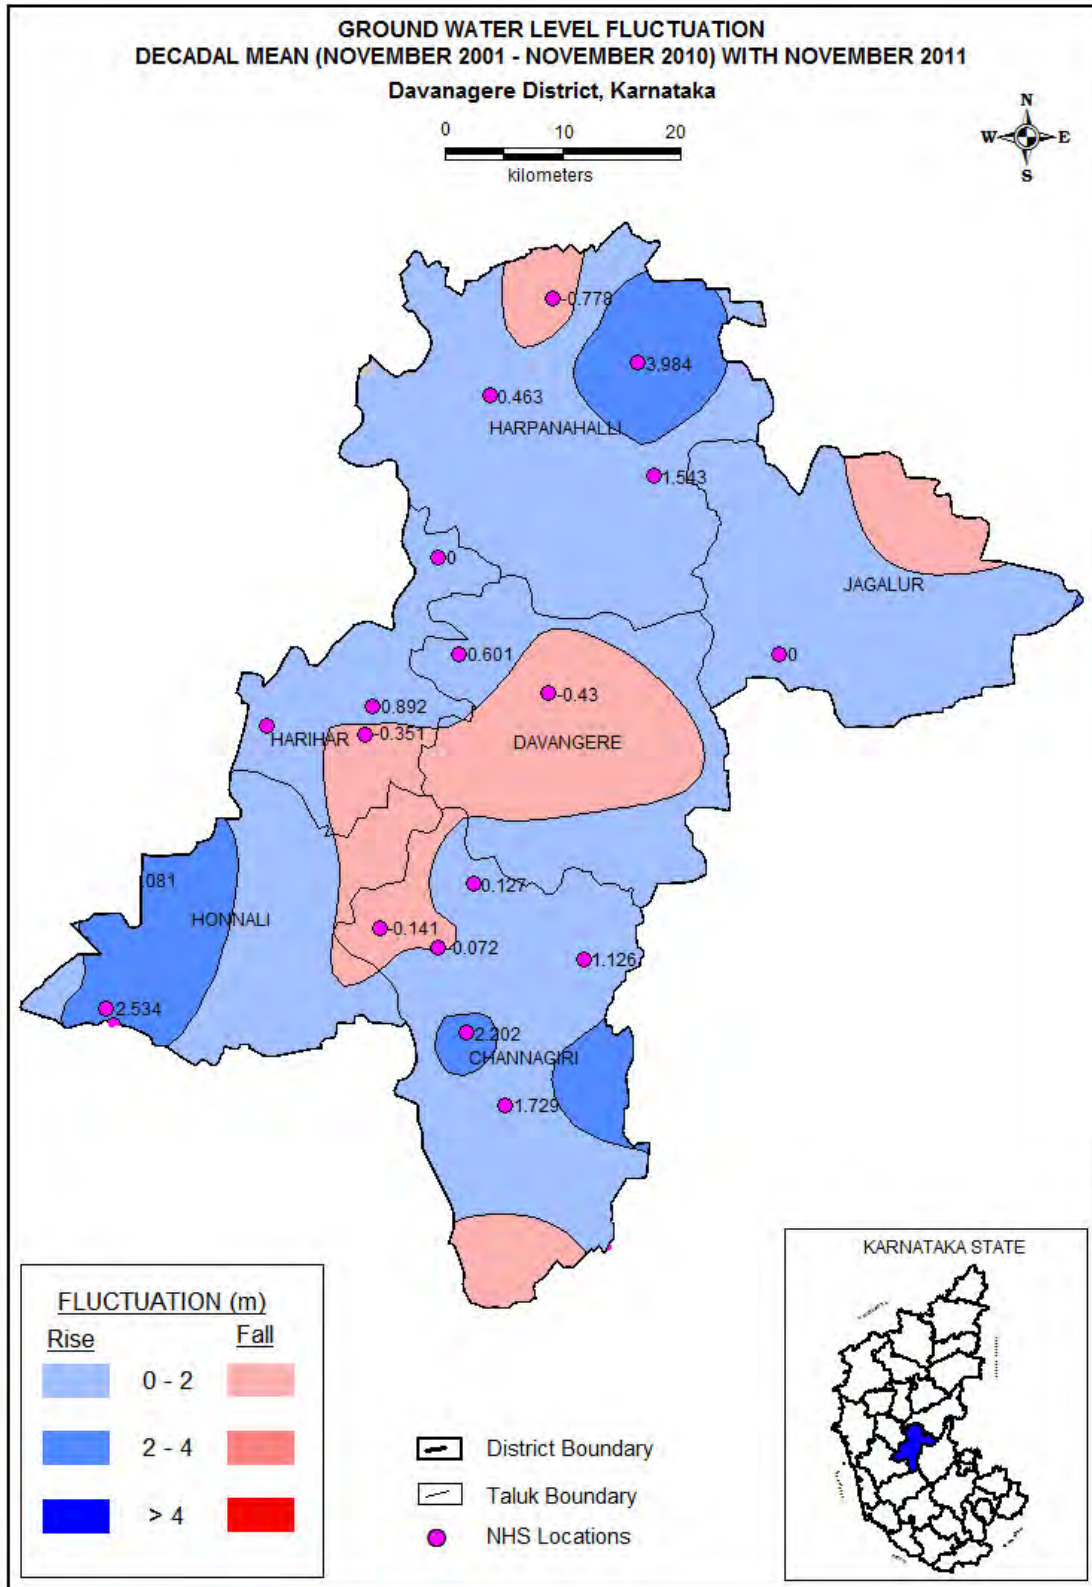 GROUND WATER LEVEL FLUCTUATION
DECADAL MEAN (NOVEMBER 2001 - NOVEMBER 2010) WITH NOVEMBER 2011
Davanagere District, Karnataka
N
W E
S
0 10 20
kilometers
-0.778
3.984
0.463
HARPANAHALLI
1.543
0
JAGALUR
0.601
0
-0.43
0.892
-0.351
HARIHAR
DAVANGERE
.081
0.127
HONNALI
-0.141
-0.072
1.126
2.534
2.202
CHANNAGIRI
1.729
KARNATAKA STATE
FLUCTUATION (m)
Rise Fall
0 - 2
2 - 4
> 4
District Boundary
Taluk Boundary
NHS Locations